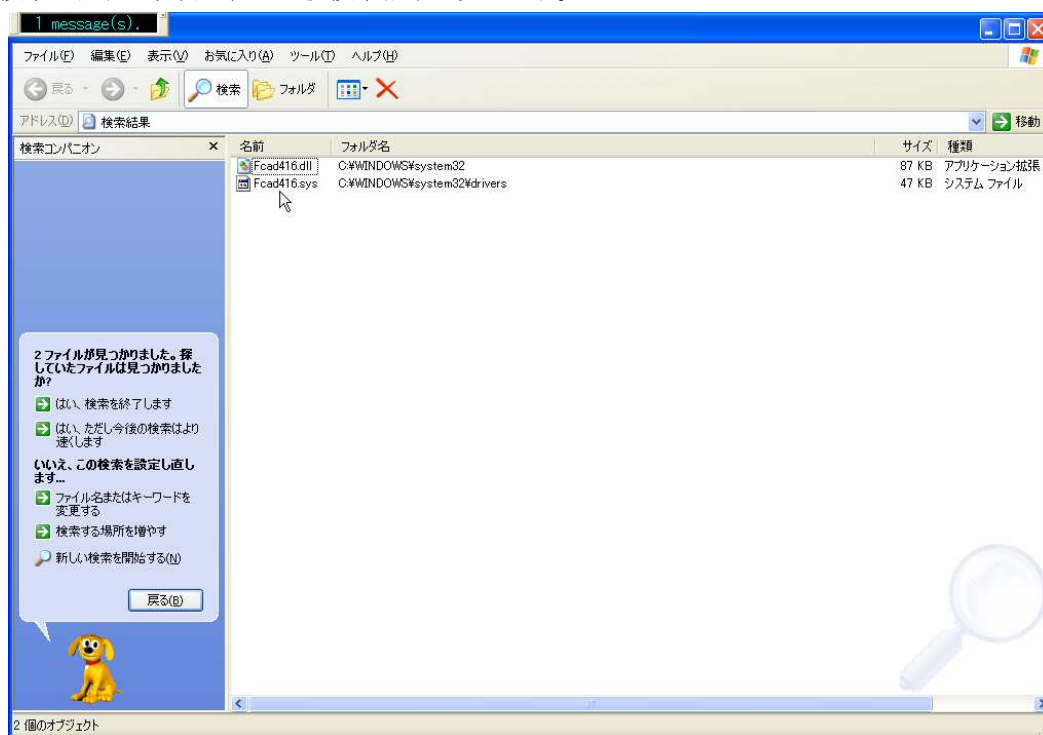 1 message(s).
ファイル(F) 編集(E) 表示(V) お気に入り(A) ツール(T) ヘルプ(H)
戻る 検索 フォルダ
アドレス(D) 検索結果 移動
検索コンパニオン × 名前 フォルダ名 サイズ 種類
Fcad416.dll C:¥WINDOWS¥system32 87 KB アプリケーション拡張
Fcad416.sys C:¥WINDOWS¥system32¥drivers 47 KB システム ファイル
2 ファイルが見つかりました。探
していたファイルは見つかりました
か?
はい、検索を終了します
はい、ただし今後の検索はより
速くします
いいえ、この検索を設定し直し
ます...
ファイル名またはキーワードを
変更する
検索する場所を増やす
新しい検索を開始する(N)
戻る(B)
2 個のオブジェクト